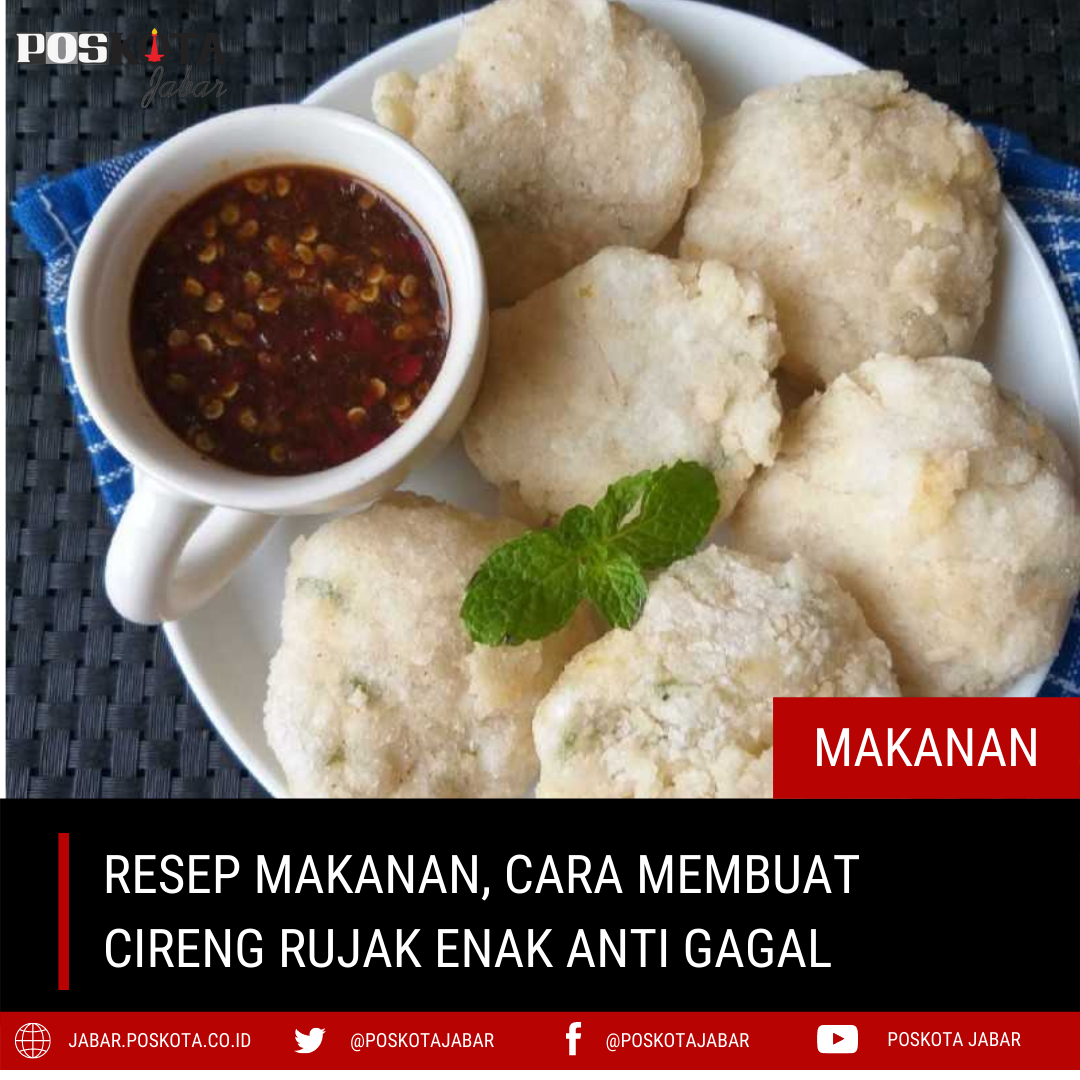 POSKOTA
Jabar
MAKANAN
RESEP MAKANAN, CARA MEMBUAT
CIRENG RUJAK ENAK ANTI GAGAL
JABAR.POSKOTA.CO.ID @POSKOTAJABAR @POSKOTAJABAR POSKOTA JABAR